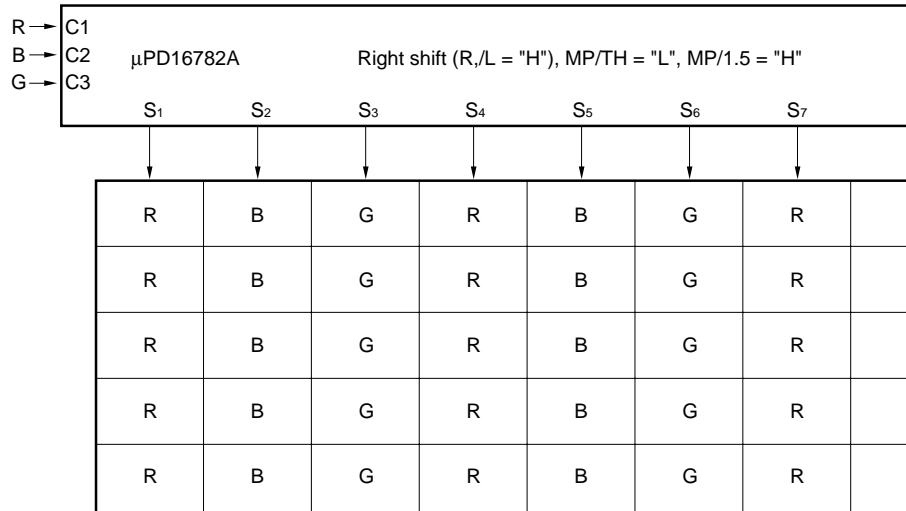 R C1
B C2
G C3
µPD16782A Right shift (R,/L = "H"), MP/TH = "L", MP/1.5 = "H"
S1 S2 S3 S4 S5 S6 S7
R B G R B G R
R B G R B G R
R B G R B G R
R B G R B G R
R B G R B G R